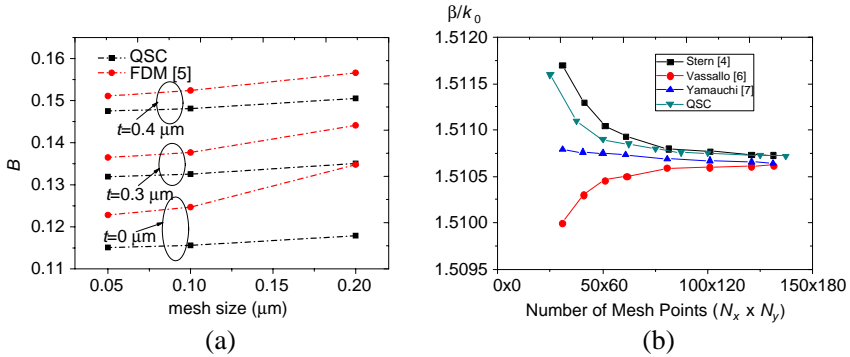 β/k0
0.16
0.15
0.14
0.13
0.12
0.11
B
QSC
FDM [5]
t=0.4 μm
t=0.3 μm
t=0 μm
0.05
0.10
0.15
0.20
mesh size (μm)
(a)
1.5120
1.5115
1.5110
1.5105
1.5100
1.5095
Stern [4]
Vassallo [6]
Yamauchi [7]
QSC
0x0
50x60
100x120
150x180
Number of Mesh Points (Nx x Ny)
(b)